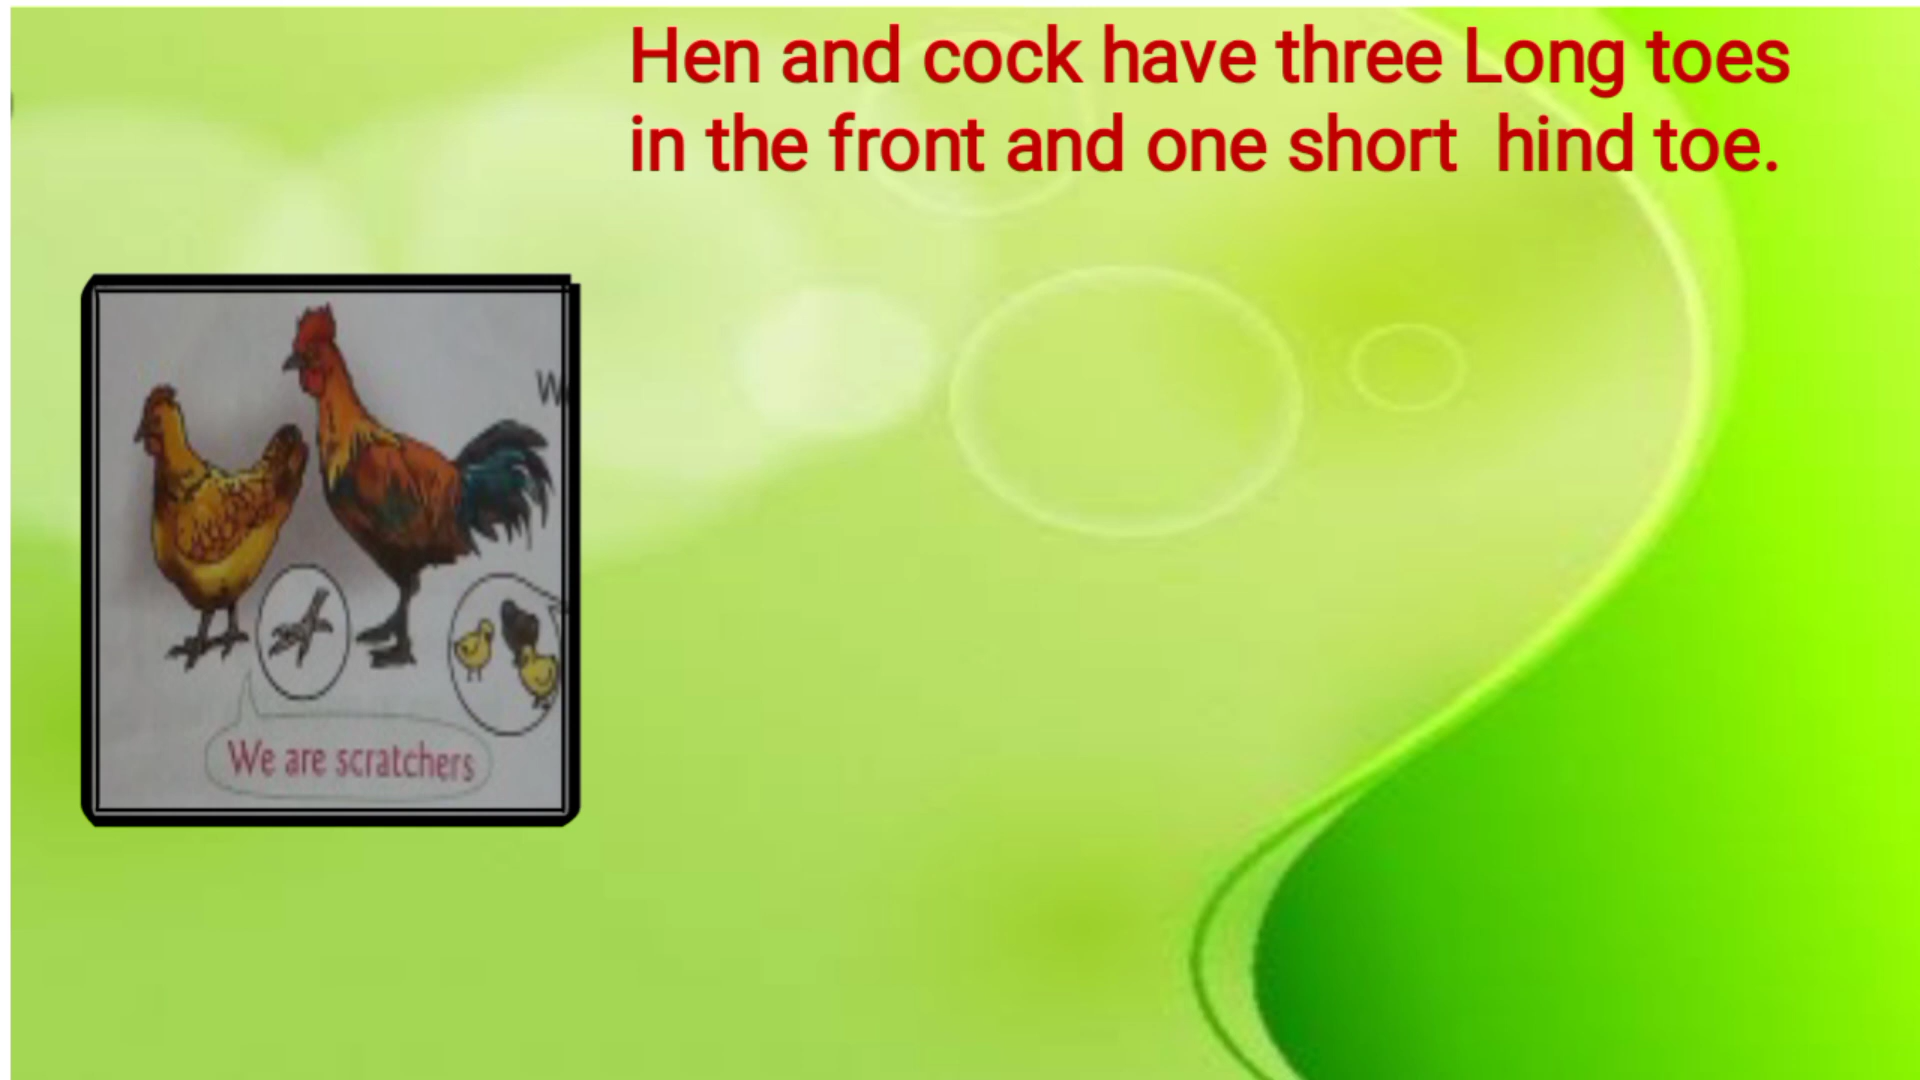 Hen and cock have three Long toes
in the front and one short hind toe.
We are scratchers